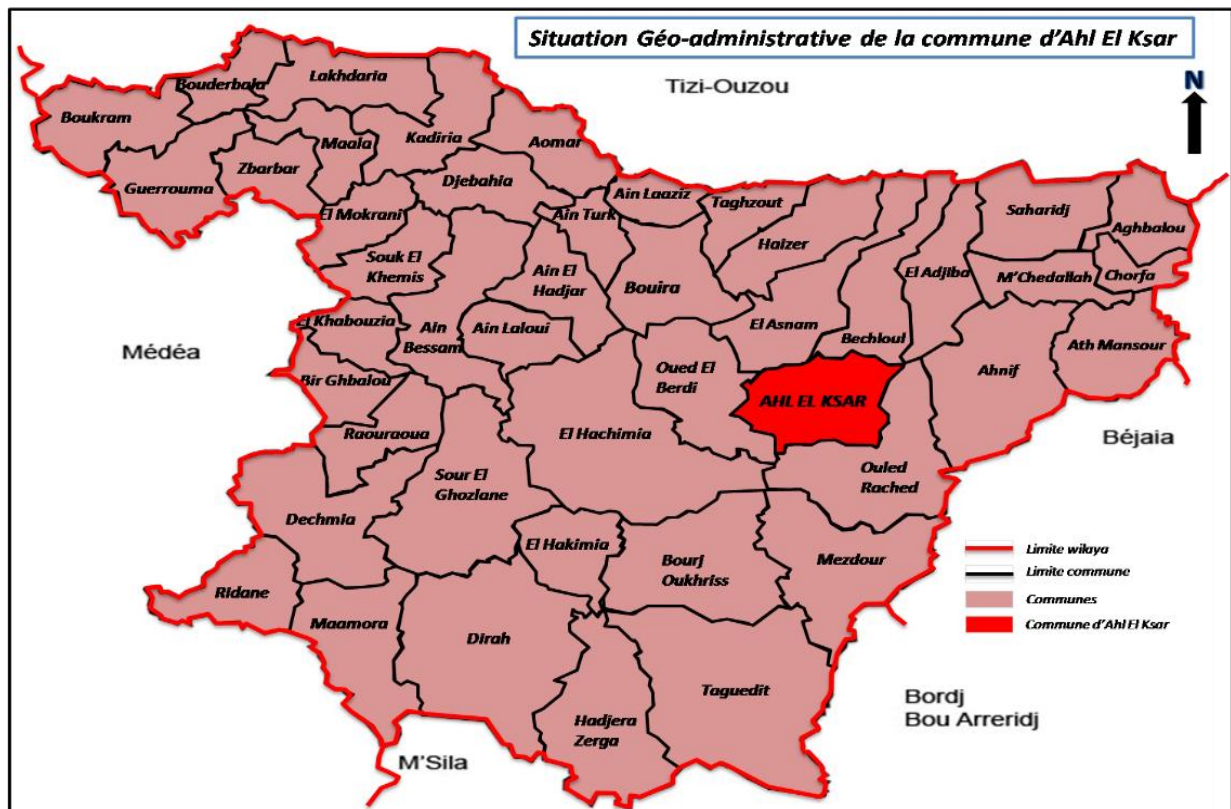 Situation Géo-administrative de la commune d'Ahl El Ksar
Tizi-Ouzou
N
Bouderbala
Lakhdaria
Boukram
Maala
Kadiria
Aomar
Zbarbar
Guerrouma
Djebahia
Ain Laaziz
Taghzout
Saharidj
Aghbalou
El Mokrani
Ain Turk
Haizer
Souk El
Khemis
Ain El
Hadjar
Bouira
El Adjiba
M'Chedallah
Chorfa
El Khabouzia
Ain
Bessam
Ain Laloui
El Asnam
Bechloul
Ath Mansour
Médéa
Oued El
Berdi
Ahnif
Bir Ghbalou
AHL EL KSAR
Raouraoua
El Hachimia
Béjaia
Sour El
Ghozlane
Ouled
Rached
Dechmia
El Hakimia
Bourj
Oukhriss
Mezdour
Limite wilaya
Limite commune
Communes
Commune d'Ahl El Ksar
Ridane
Maamora
Dirah
Taguedit
Hadjera
Zerga
Bordj
Bou Arreridj
M'Sila